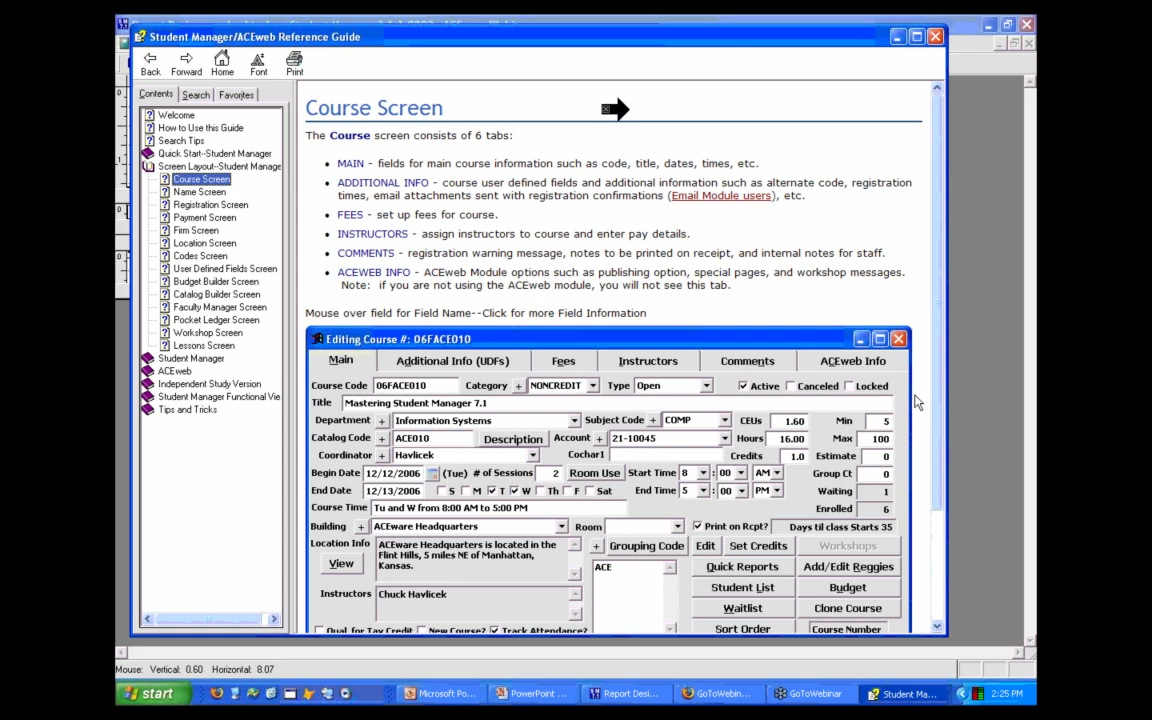 Student Manager/ACEweb Reference Guide
Back Forward Home Font Print
Contents Search Favorites
Welcome
How to Use this Guide
Search Tips
Quick Start--Student Manager
Screen Layout--Student Manage
Course Screen
Name Screen
Registration Screen
Payment Screen
Firm Screen
Location Screen
Codes Screen
User Defined Fields Screen
Budget Builder Screen
Catalog Builder Screen
Faculty Manager Screen
Pocket Ledger Screen
Workshop Screen
Lessons Screen
Student Manager
ACEweb
Independent Study Version
Student Manager Functional Vie
Tips and Tricks
Course Screen
The Course screen consists of 6 tabs:
• MAIN - fields for main course information such as code, title, dates, times, etc.
• ADDITIONAL INFO - course user defined fields and additional information such as alternate code, registration
times, email attachments sent with registration confirmations (Email Module users), etc.
• FEES - set up fees for course.
• INSTRUCTORS - assign instructors to course and enter pay details.
• COMMENTS - registration warning message, notes to be printed on receipt, and internal notes for staff.
• ACEWEB INFO - ACEweb Module options such as publishing option, special pages, and workshop messages.
Note: if you are not using the ACEweb module, you will not see this tab.
Mouse over field for Field Name--Click for more Field Information
Editing Course #: 06FACE010
Main Additional Info (UDFs) Fees Instructors Comments ACEweb Info
Course Code 06FACE010 Category + NONCREDIT Type Open Active Canceled Locked
Title Mastering Student Manager 7.1
Department + Information Systems Subject Code + COMP CEUs 1.60 Min 5
Catalog Code + ACE010 Description Account + 21-10045 Hours 16.00 Max 100
Coordinator + Havlicek Cochar1 Credits 1.0 Estimate 0
Begin Date 12/12/2006 (Tue) # of Sessions 2 Room Use Start Time 8 : 00 AM Group Ct 0
End Date 12/13/2006 S M T W Th F Sat End Time 5 : 00 PM Waiting 1
Course Time Tu and W from 8:00 AM to 5:00 PM Enrolled 6
Building + ACEware Headquarters Room Print on Rcpt? Days til class Starts 35
Location Info ACEware Headquarters is located in the + Grouping Code Edit Set Credits Workshops
Flint Hills, 5 miles NE of Manhattan,
Kansas.
View ACE Quick Reports Add/Edit Reggies
Student List Budget
Instructors Chuck Havlicek
Waitlist Clone Course
Qual. for Tax Credit New Course? Track Attendance? Sort Order Course Number
Mouse: Vertical: 0.60 Horizontal: 8.07
start Microsoft Po... PowerPoint ... Report Desi... GoToWebin... GoToWebinar Student Ma... 2:25 PM